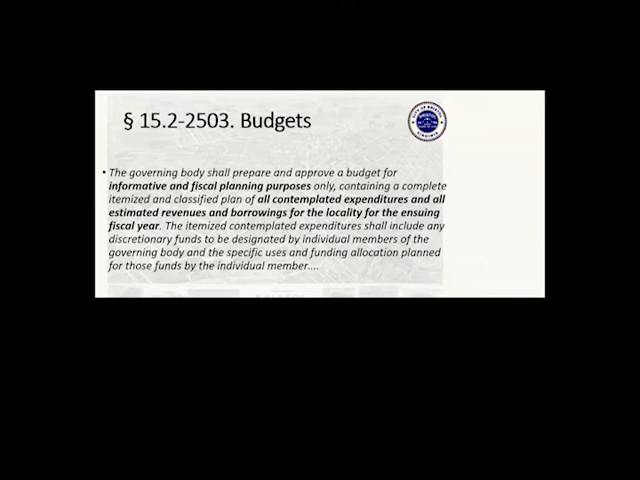 § 15.2-2503. Budgets
CITY OF BRISTOL
VIRGINIA
• The governing body shall prepare and approve a budget for
informative and fiscal planning purposes only, containing a complete
itemized and classified plan of all contemplated expenditures and all
estimated revenues and borrowings for the locality for the ensuing
fiscal year. The itemized contemplated expenditures shall include any
discretionary funds to be designated by individual members of the
governing body and the specific uses and funding allocation planned
for those funds by the individual member....